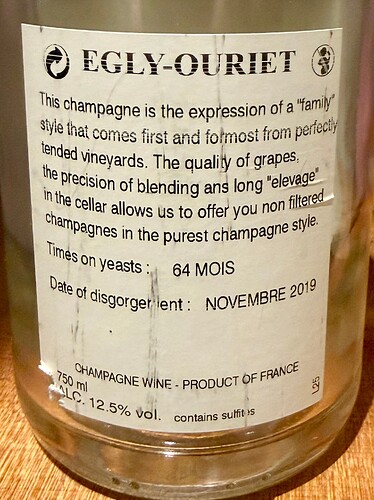 EGLY-OURIET
This champagne is the expression of a "family"
style that comes first and formost from perfectly
tended vineyards. The quality of grapes,
the precision of blending ans long "elevage"
in the cellar allows us to offer you non filtered
champagnes in the purest champagne style.
Times on yeasts : 64 MOIS
Date of disgorgement : NOVEMBRE 2019
CHAMPAGNE WINE - PRODUCT OF FRANCE
750 ml
ALC. 12.5% vol. contains sulfites